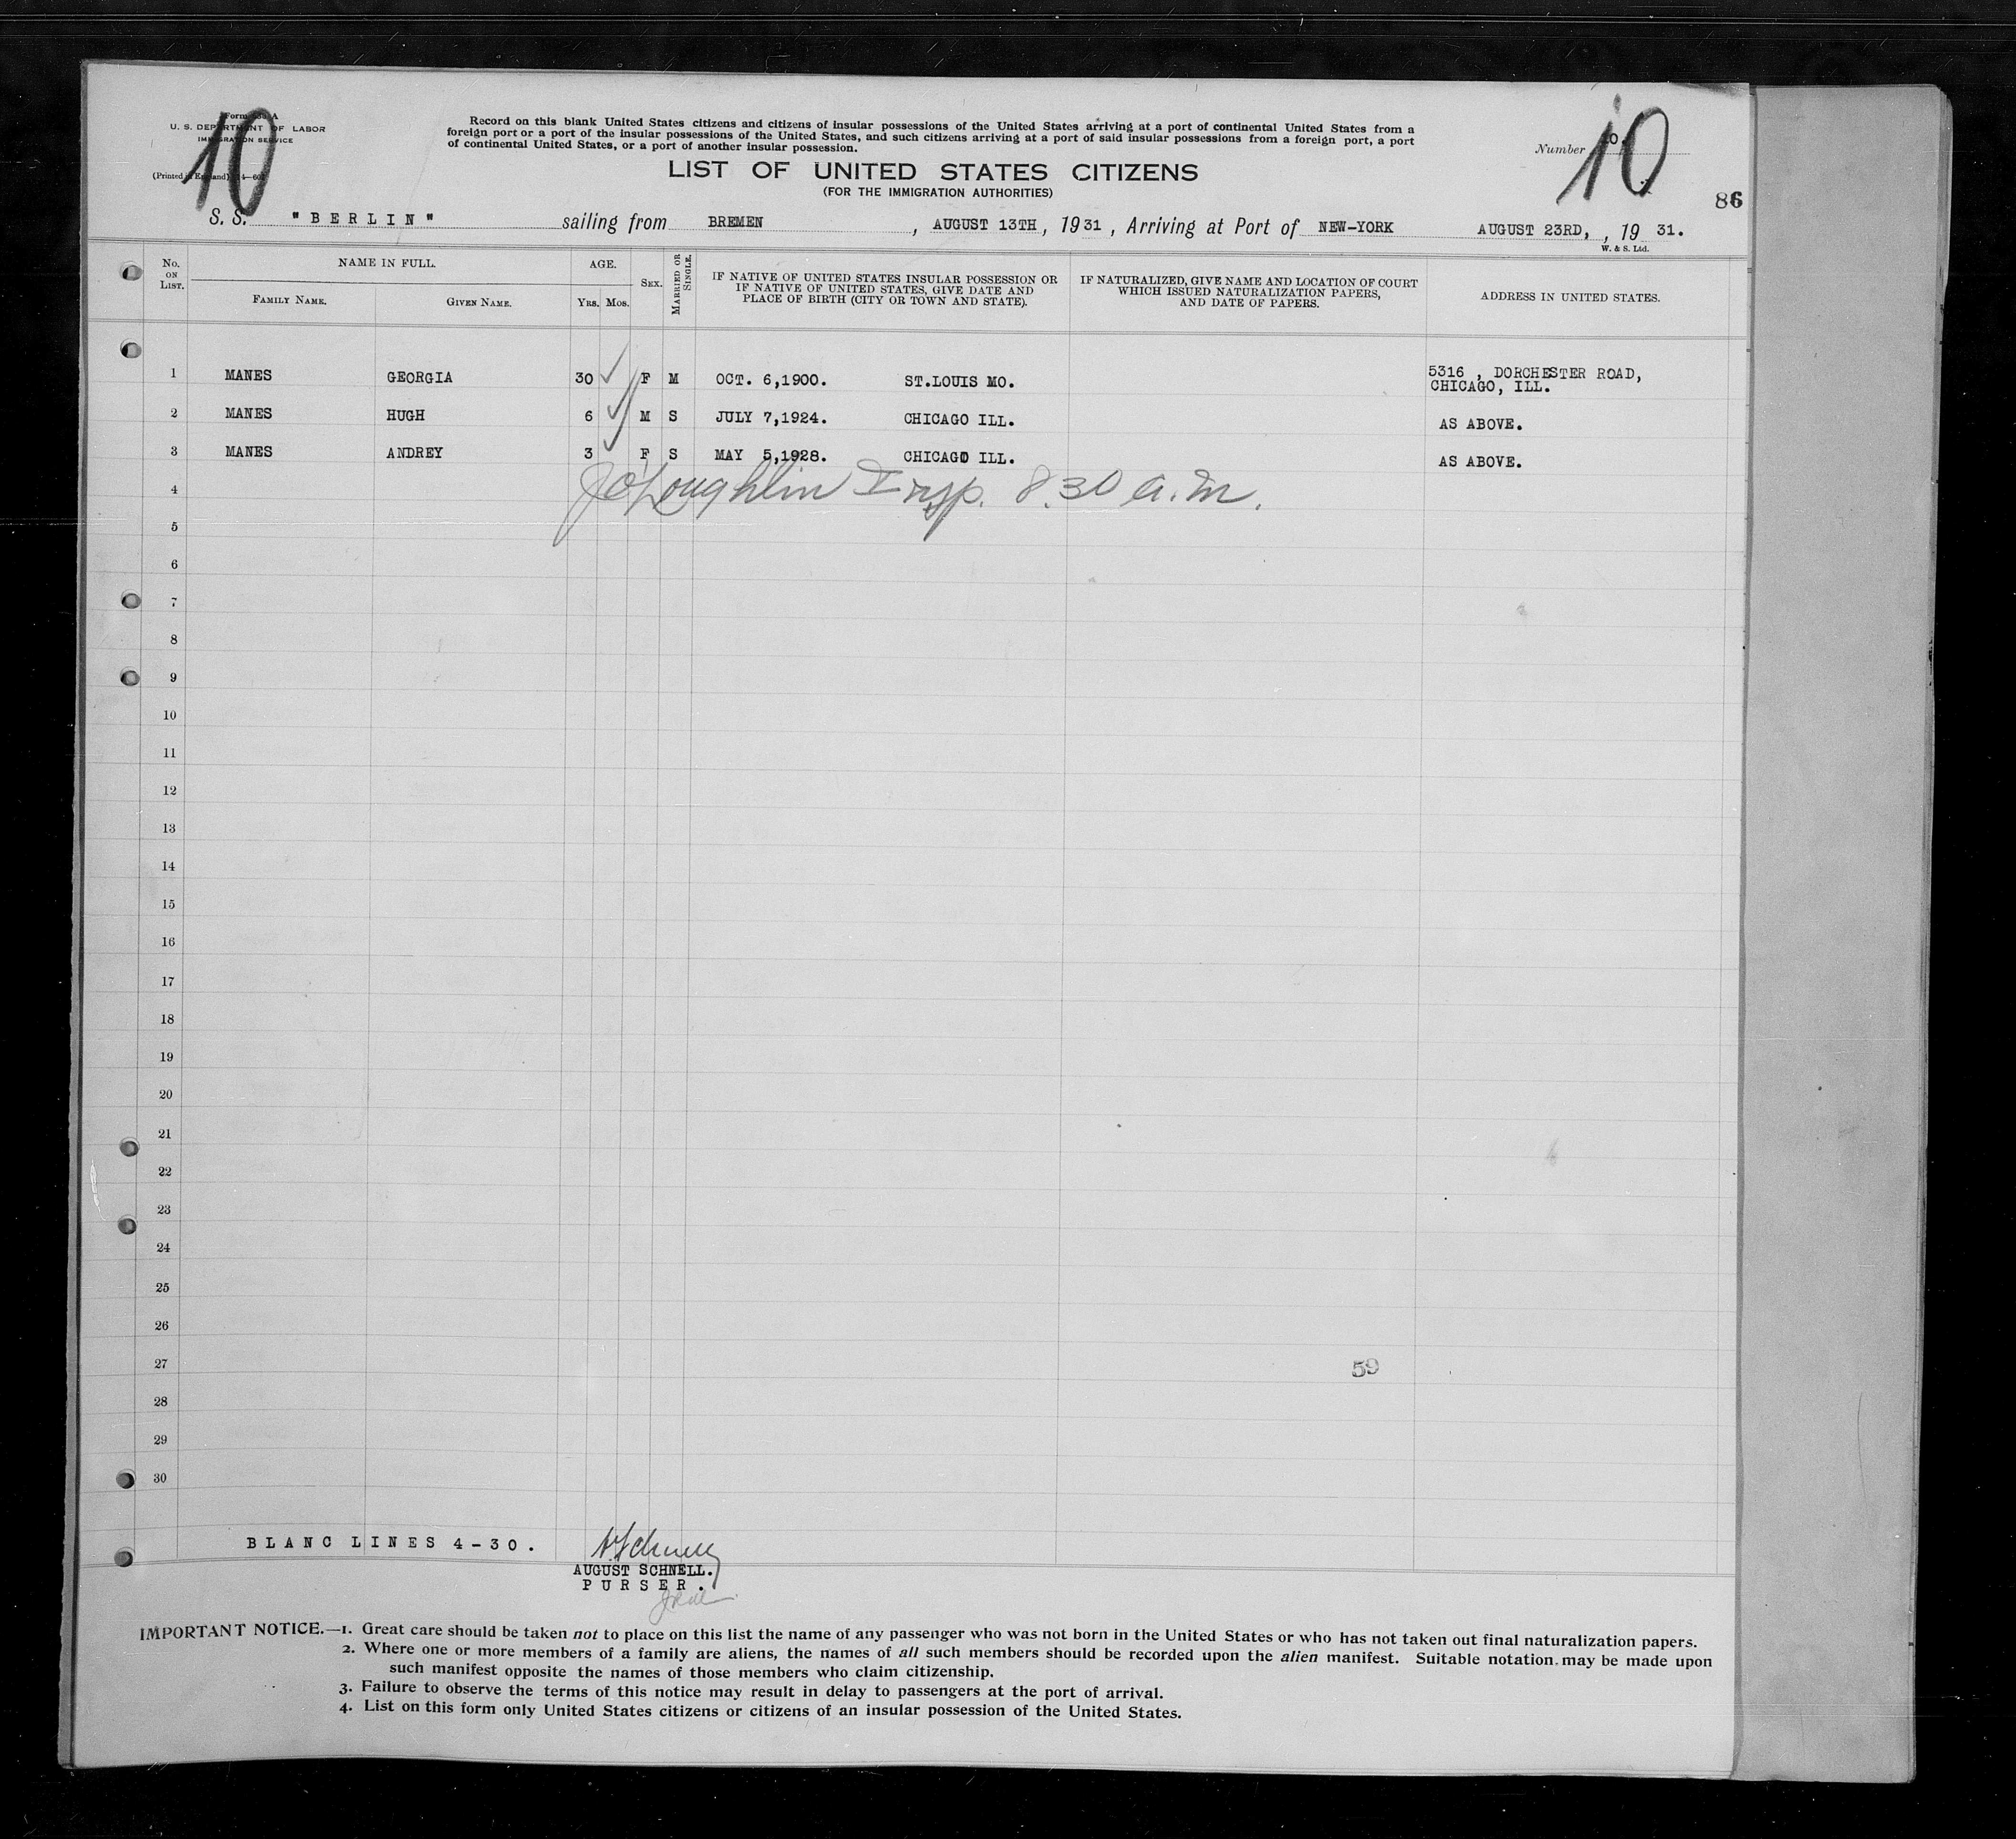 U. S. DEPARTMENT OF LABOR
IMMIGRATION SERVICE
10
Record on this blank United States citizens and citizens of insular possessions of the United States arriving at a port of continental United States from a
foreign port or a port of the insular possessions of the United States, and such citizens arriving at a port of said insular possessions from a foreign port, a port
of continental United States, or a port of another insular possession.
LIST OF UNITED STATES CITIZENS
(FOR THE IMMIGRATION AUTHORITIES)
Number 10
86
S. S. "BERLIN" sailing from BREMEN, AUGUST 13TH, 1931, Arriving at Port of NEW-YORK AUGUST 23RD,, 19 31.
W. & S. Ltd.
No. ON LIST. NAME IN FULL. AGE. SEX. MARRIED OR SINGLE. IF NATIVE OF UNITED STATES INSULAR POSSESSION OR IF NATIVE OF UNITED STATES, GIVE DATE AND PLACE OF BIRTH (CITY OR TOWN AND STATE). IF NATURALIZED, GIVE NAME AND LOCATION OF COURT WHICH ISSUED NATURALIZATION PAPERS, AND DATE OF PAPERS. ADDRESS IN UNITED STATES.
FAMILY NAME. GIVEN NAME. YRS. MOS.
1 MANES GEORGIA 30 ✓ F M OCT. 6,1900. ST.LOUIS MO. 5316 , DORCHESTER ROAD,
CHICAGO, ILL.
2 MANES HUGH 6 ✓ M S JULY 7,1924. CHICAGO ILL. AS ABOVE.
3 MANES ANDREY 3 ✓ F S MAY 5,1928. CHICAGO ILL. AS ABOVE.
4 J O'Loughlin Insp. 8.30 a.m.
5
6
7
8
9
10
11
12
13
14
15
16
17
18
19
20
21
22
23
24
25
26
27 59
28
29
30
BLANC LINES 4-30.
A. Schnell
AUGUST SCHNELL.
PURSER.
IMPORTANT NOTICE.—1. Great care should be taken not to place on this list the name of any passenger who was not born in the United States or who has not taken out final naturalization papers.
2. Where one or more members of a family are aliens, the names of all such members should be recorded upon the alien manifest. Suitable notation may be made upon
such manifest opposite the names of those members who claim citizenship.
3. Failure to observe the terms of this notice may result in delay to passengers at the port of arrival.
4. List on this form only United States citizens or citizens of an insular possession of the United States.